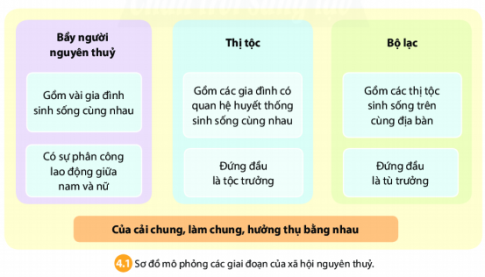 Bầy người
nguyên thuỷ
Thị tộc
Bộ lạc
Gồm vài gia đình
sinh sống cùng nhau
Gồm các gia đình có
quan hệ huyết thống
sinh sống cùng nhau
Gồm các thị tộc
sinh sống trên
cùng địa bàn
Có sự phân công
lao động giữa
nam và nữ
Đứng đầu
là tộc trưởng
Đứng đầu
là tù trưởng
Của cải chung, làm chung, hưởng thụ bằng nhau
4.1 Sơ đồ mô phỏng các giai đoạn của xã hội nguyên thuỷ.